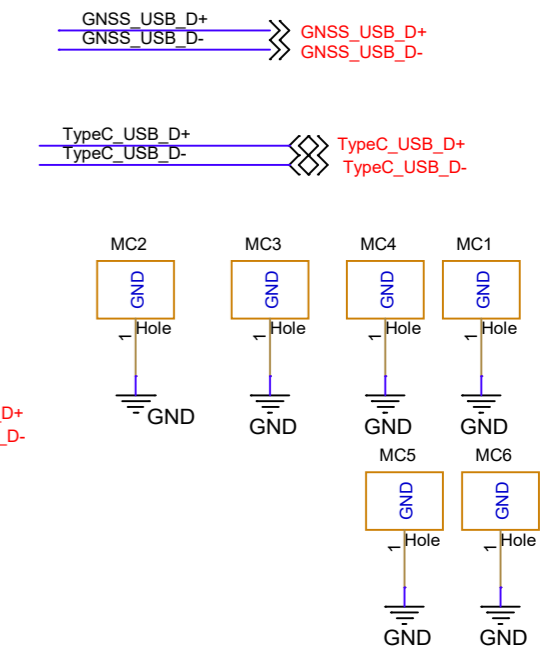 GNSS_USB_D+
GNSS_USB_D+
GNSS_USB_D-
GNSS_USB_D-
TypeC_USB_D+
TypeC_USB_D+
TypeC_USB_D-
TypeC_USB_D-
MC2 MC3 MC4 MC1
GND GND GND GND
1 Hole 1 Hole 1 Hole 1 Hole
GND GND GND GND
D+
_D-
MC5 MC6
GND GND
1 Hole 1 Hole
GND GND